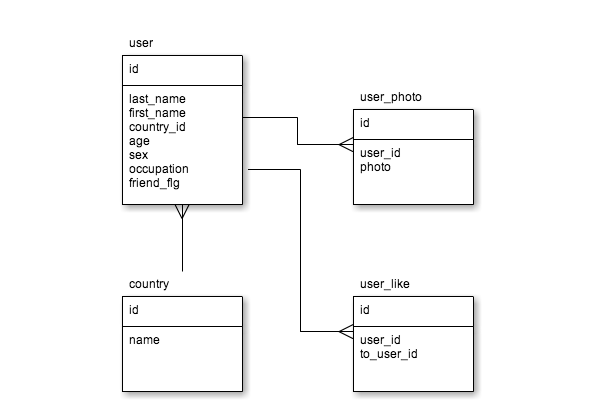 user
id
last_name
first_name
country_id
age
sex
occupation
friend_flg
user_photo
id
user_id
photo
country
id
name
user_like
id
user_id
to_user_id